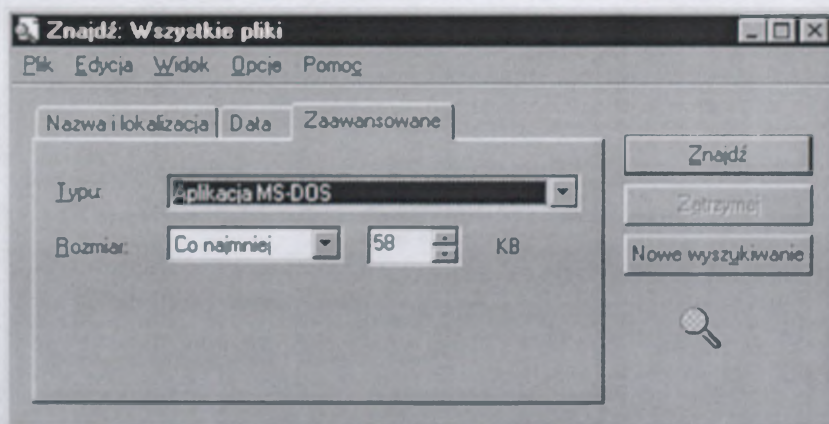 Znajdź: Wszystkie pliki
Plik Edycja Widok Opcje Pomoc
Nazwa i lokalizacja Data Zaawansowane
Typu: Aplikacja MS-DOS
Rozmiar: Co najmniej 58 KB
Znajdź
Zatrzymaj
Nowe wyszukiwanie